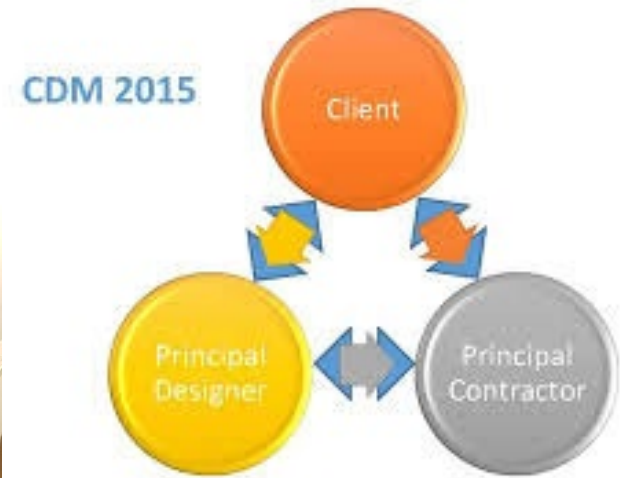 CDM 2015
Client
Principal
Designer
Principal
Contractor